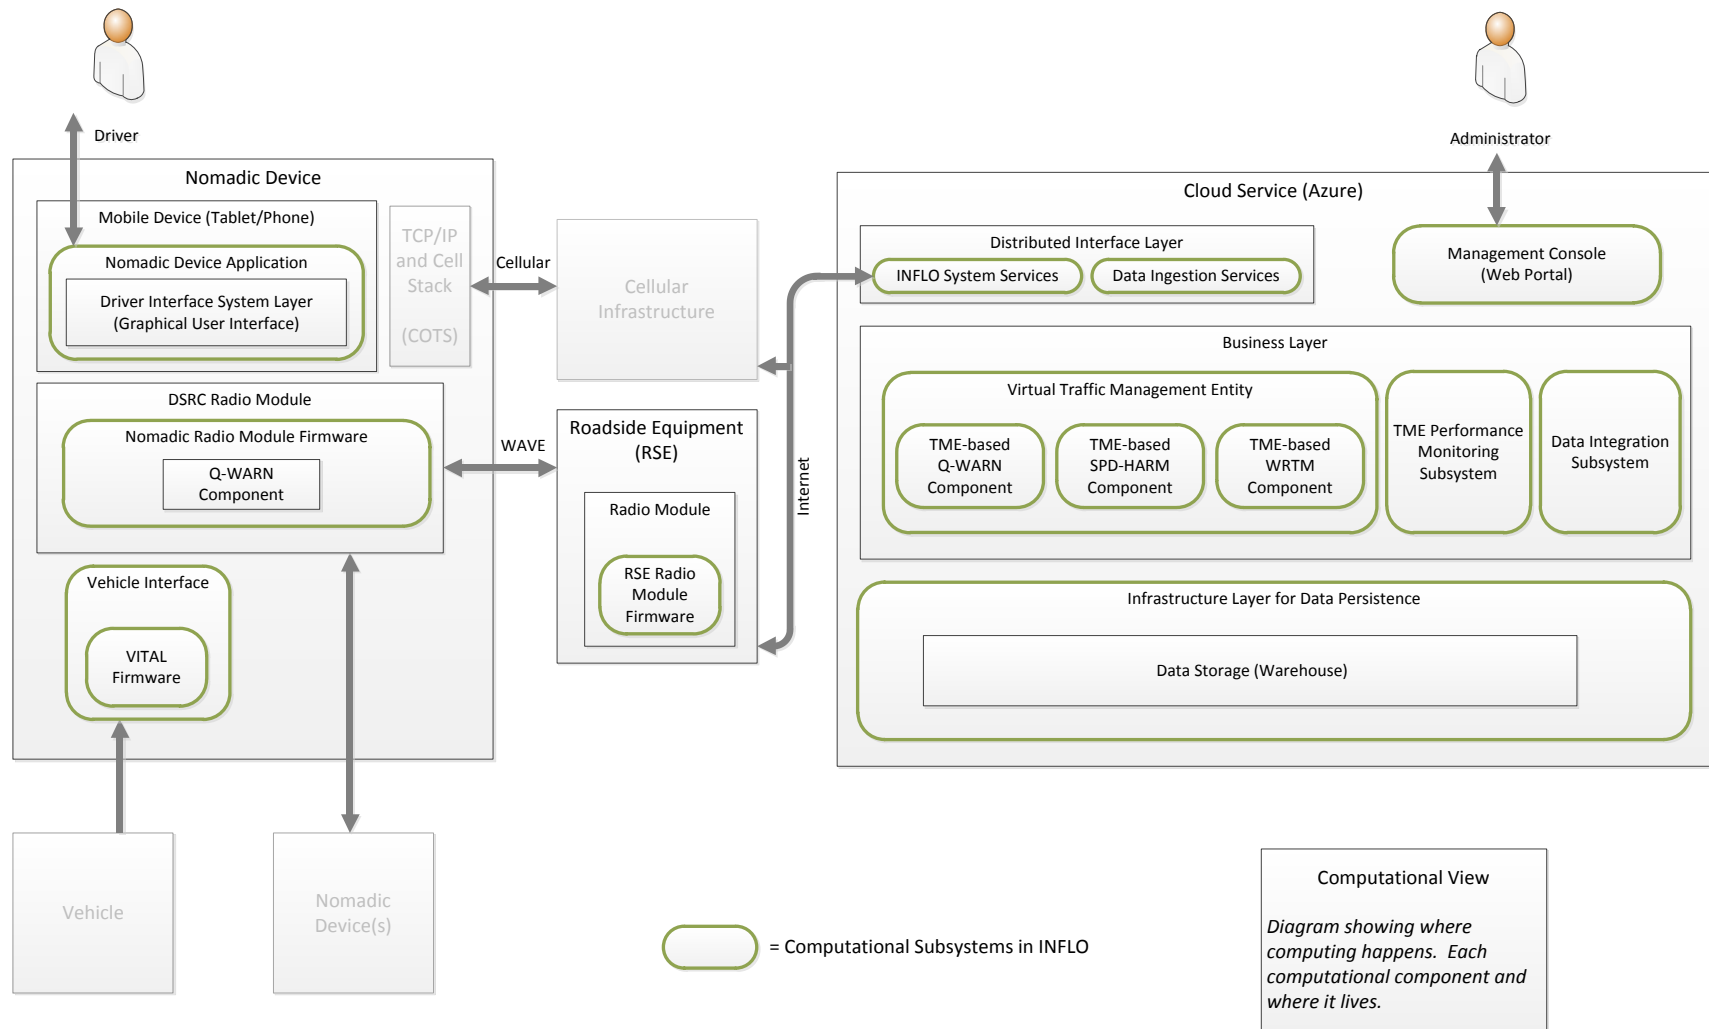 Driver
Administrator
Nomadic Device
Mobile Device (Tablet/Phone)
Nomadic Device Application
Driver Interface System Layer
(Graphical User Interface)
TCP/IP
and Cell
Stack
(COTS)
Cellular
Cellular
Infrastructure
DSRC Radio Module
Nomadic Radio Module Firmware
Q-WARN
Component
WAVE
Roadside Equipment
(RSE)
Radio Module
RSE Radio
Module
Firmware
Internet
Vehicle Interface
VITAL
Firmware
Vehicle
Nomadic
Device(s)
Cloud Service (Azure)
Distributed Interface Layer
INFLO System Services
Data Ingestion Services
Management Console
(Web Portal)
Business Layer
Virtual Traffic Management Entity
TME-based
Q-WARN
Component
TME-based
SPD-HARM
Component
TME-based
WRTM
Component
TME Performance
Monitoring
Subsystem
Data Integration
Subsystem
Infrastructure Layer for Data Persistence
Data Storage (Warehouse)
= Computational Subsystems in INFLO
Computational View
Diagram showing where
computing happens.  Each
computational component and
where it lives.